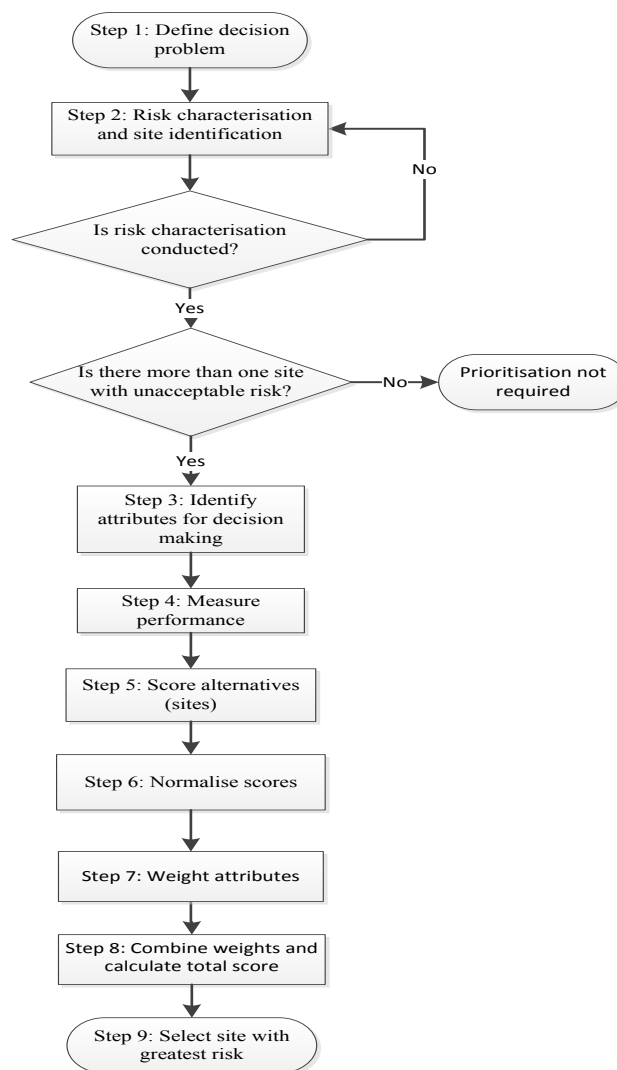 Step 1: Define decision
problem
Step 2: Risk characterisation
and site identification
No
Is risk characterisation
conducted?
Yes
Is there more than one site
with unacceptable risk?
No
Prioritisation not
required
Yes
Step 3: Identify
attributes for decision
making
Step 4: Measure
performance
Step 5: Score alternatives
(sites)
Step 6: Normalise scores
Step 7: Weight attributes
Step 8: Combine weights and
calculate total score
Step 9: Select site with
greatest risk